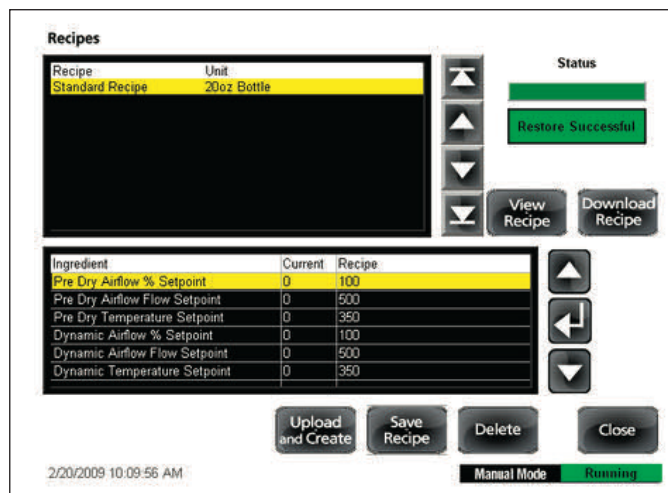 Recipes
Recipe Unit
Standard Recipe 20oz Bottle
Status
Restore Successful
View Recipe
Download Recipe
Ingredient Current Recipe
Pre Dry Airflow % Setpoint 0 100
Pre Dry Airflow Flow Setpoint 0 500
Pre Dry Temperature Setpoint 0 350
Dynamic Airflow % Setpoint 0 100
Dynamic Airflow Flow Setpoint 0 500
Dynamic Temperature Setpoint 0 350
Upload and Create
Save Recipe
Delete
Close
2/20/2009 10:09:56 AM
Manual Mode Running